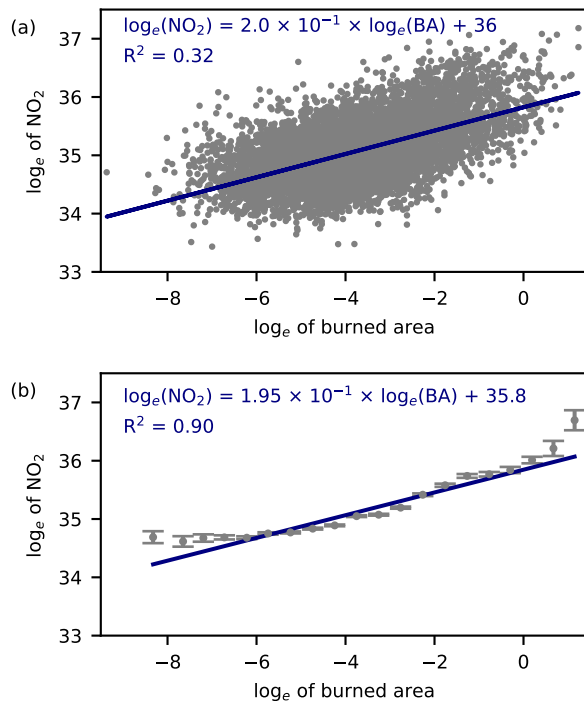 (a)
logₑ(NO₂) = 2.0 × 10⁻¹ × logₑ(BA) + 36
R² = 0.32
37
36
35
34
33
logₑ of NO₂
−8 −6 −4 −2 0
logₑ of burned area
(b)
logₑ(NO₂) = 1.95 × 10⁻¹ × logₑ(BA) + 35.8
R² = 0.90
37
36
35
34
33
logₑ of NO₂
−8 −6 −4 −2 0
logₑ of burned area